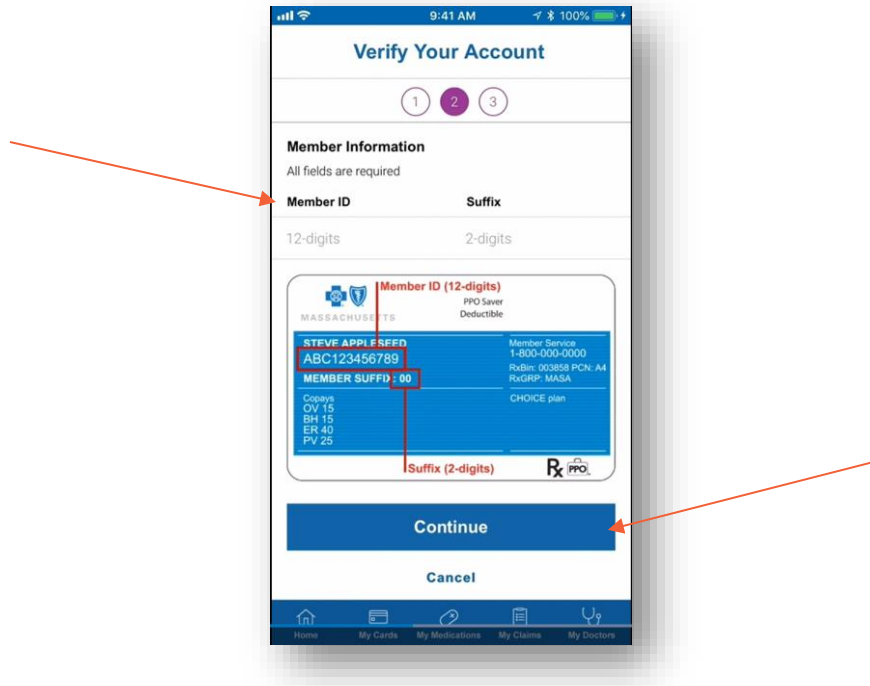 9:41 AM
100%
Verify Your Account
1 2 3
Member Information
All fields are required
Member ID Suffix
12-digits 2-digits
Member ID (12-digits)
MASSACHUSETTS
PPO Saver
Deductible
STEVE APPLESEED
ABC123456789
MEMBER SUFFIX: 00
Member Service
1-800-000-0000
RxBin: 003858 PCN: A4
RxGRP: MASA
Copays
OV 15
BH 15
ER 40
PV 25
CHOICE plan
Suffix (2-digits)
Rx PPO
Continue
Cancel
Home My Cards My Medications My Claims My Doctors